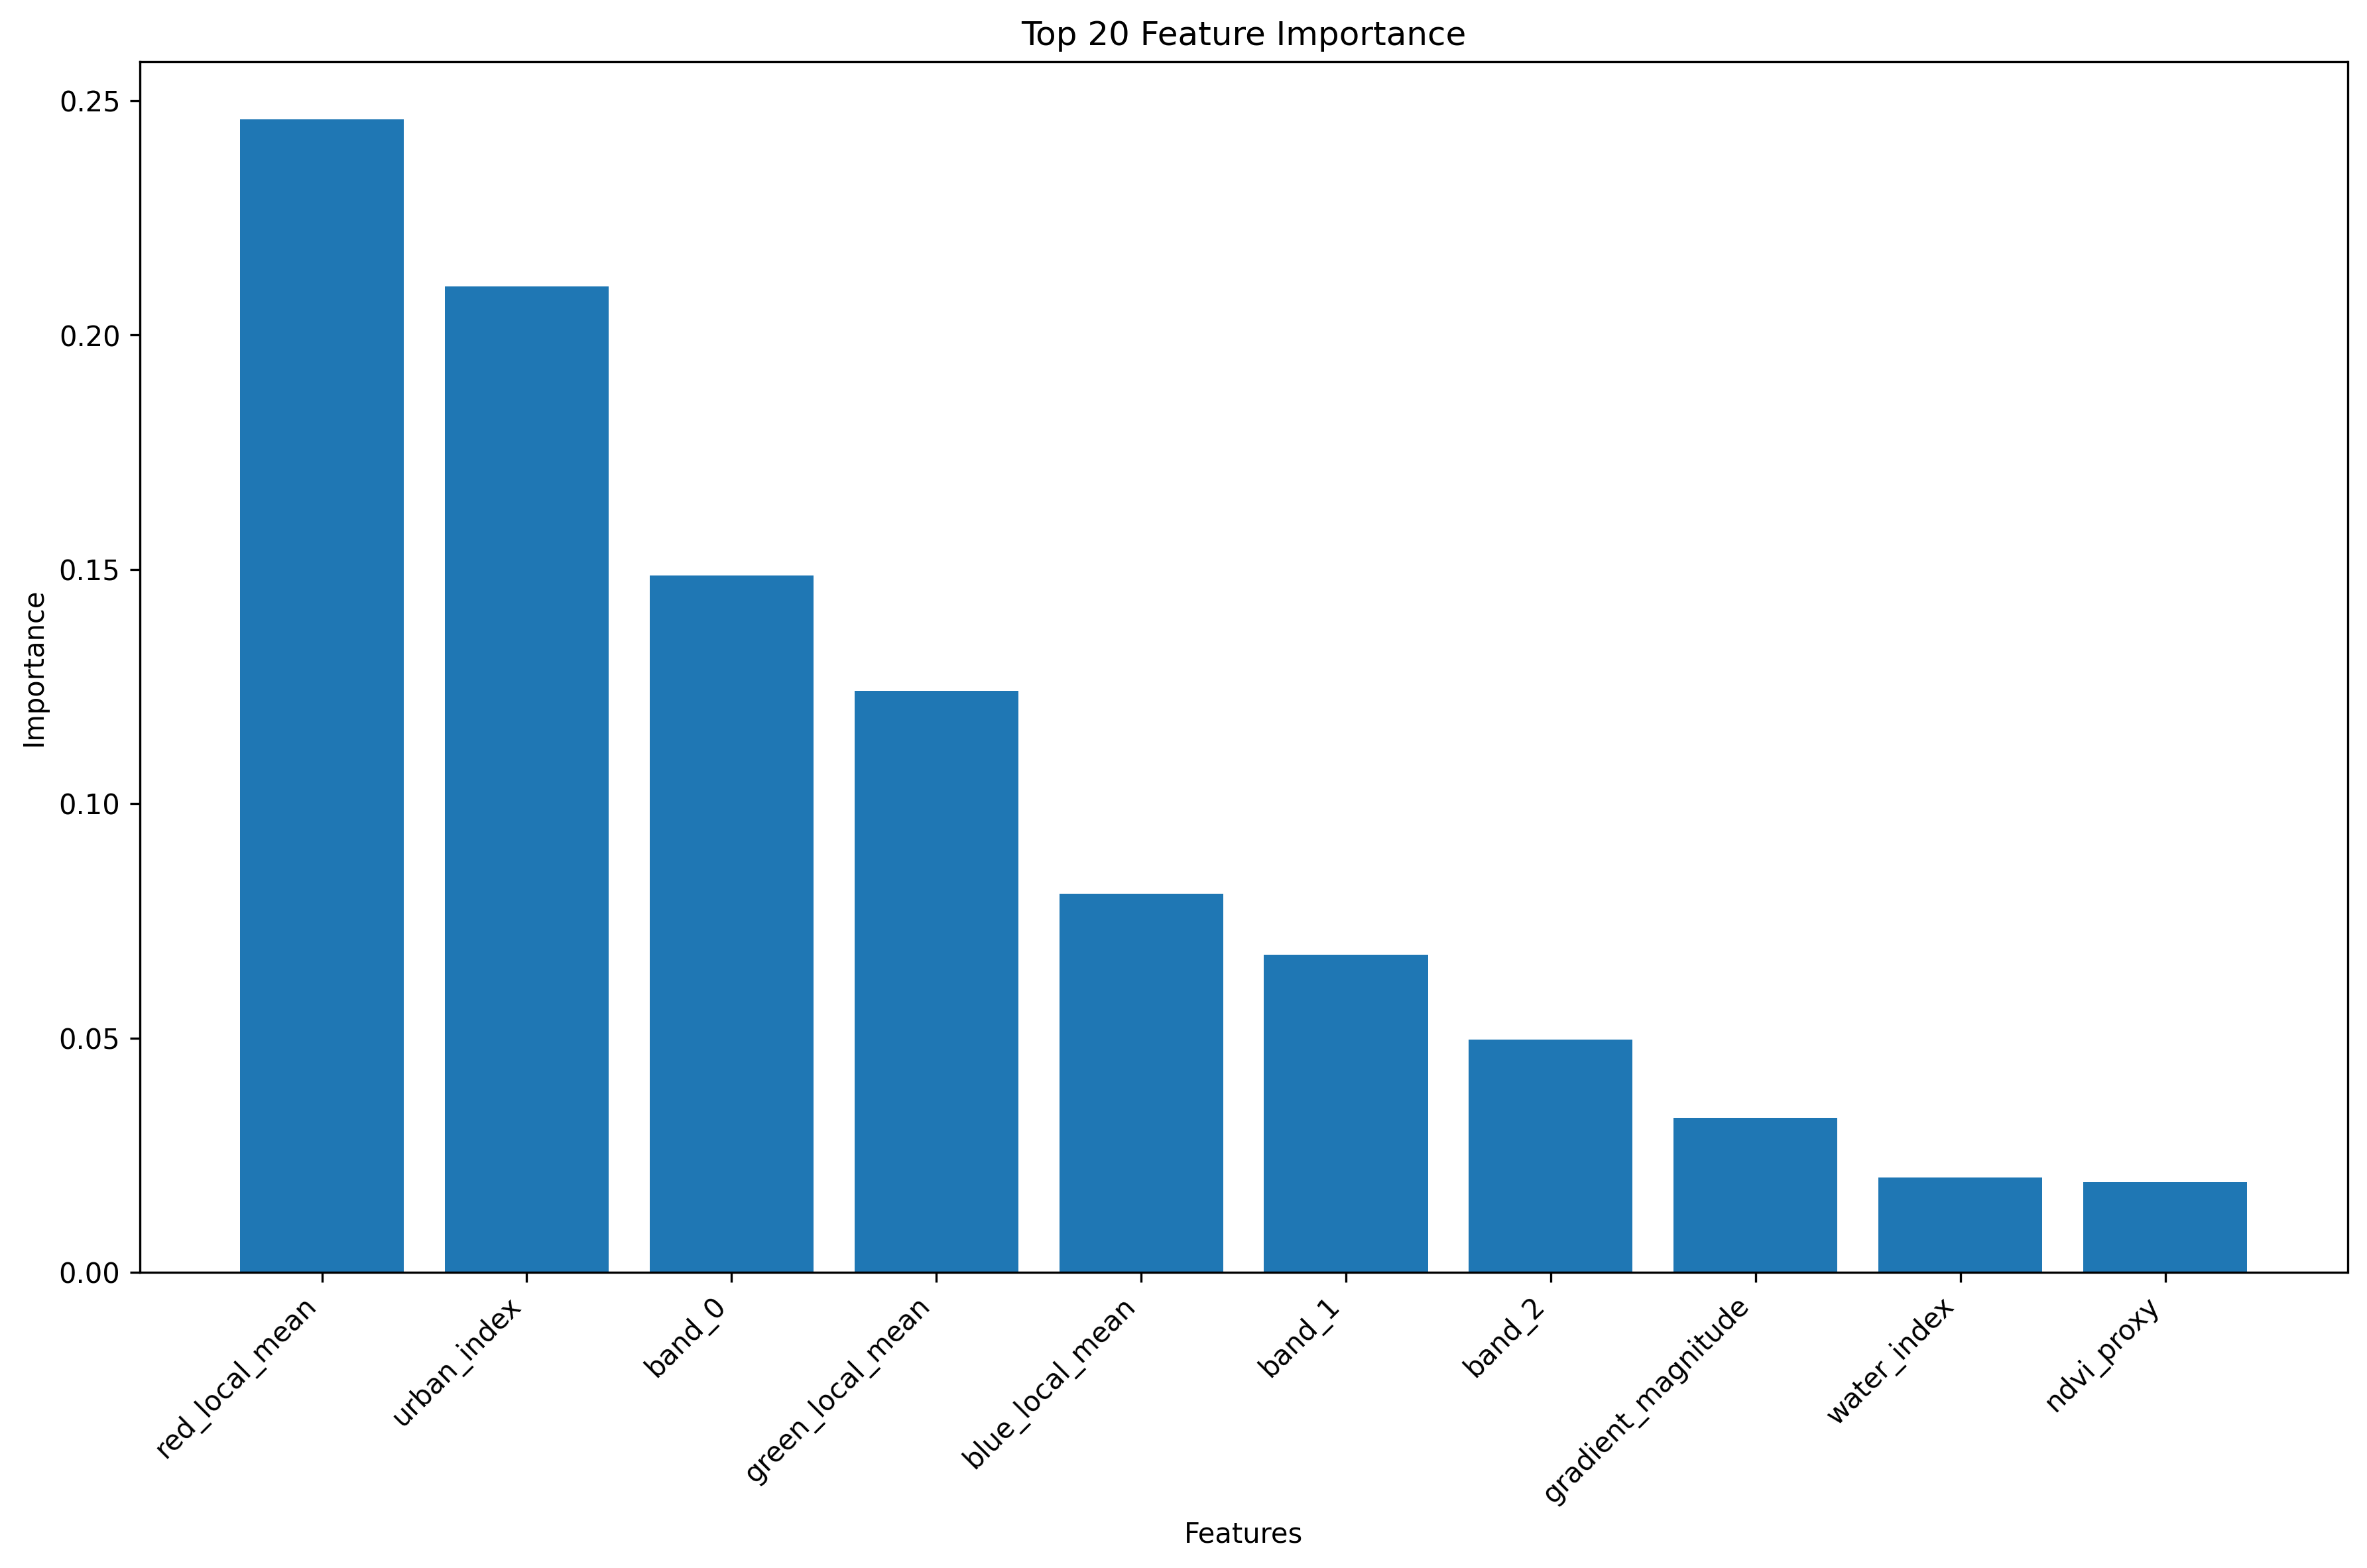 Top 20 Feature Importance
Importance
0.25
0.20
0.15
0.10
0.05
0.00
red_local_mean
urban_index
band_0
green_local_mean
blue_local_mean
band_1
band_2
gradient_magnitude
water_index
ndvi_proxy
Features